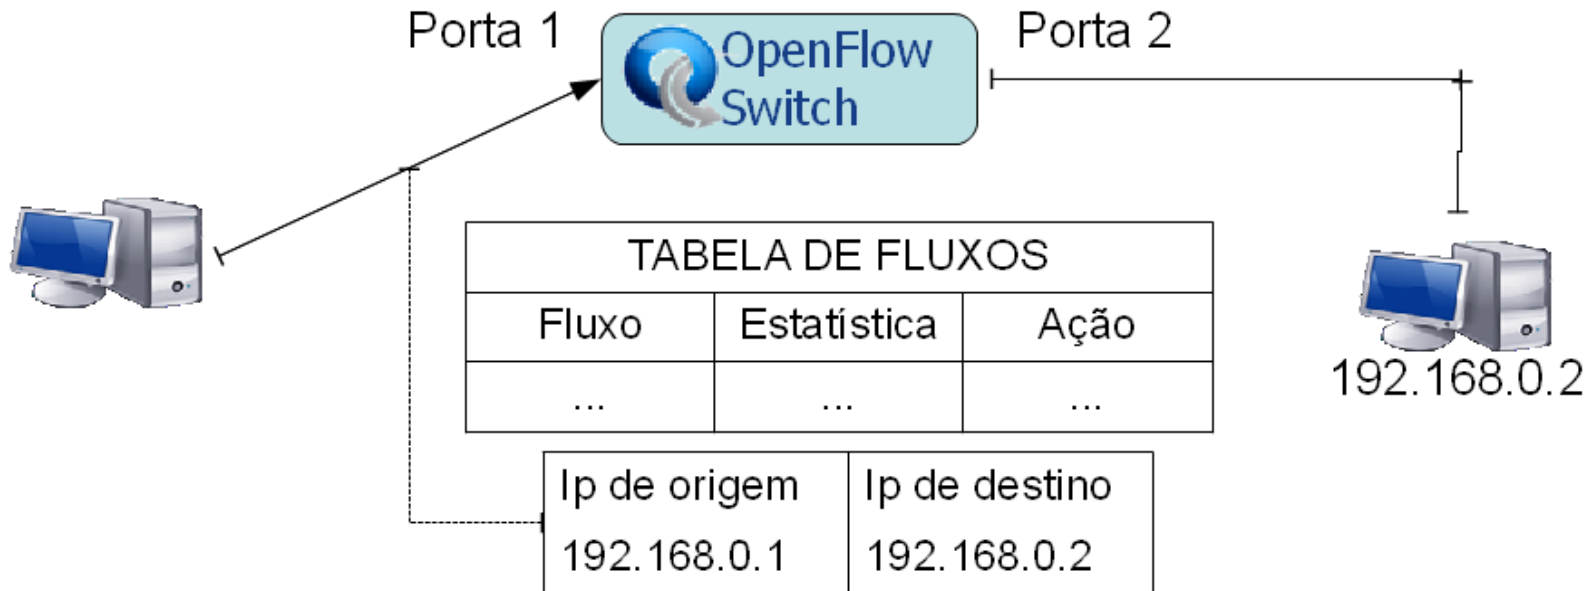 Porta 1
OpenFlow
Switch
Porta 2
TABELA DE FLUXOS
Fluxo Estatística Ação
... ... ...
192.168.0.2
Ip de origem Ip de destino
192.168.0.1 192.168.0.2